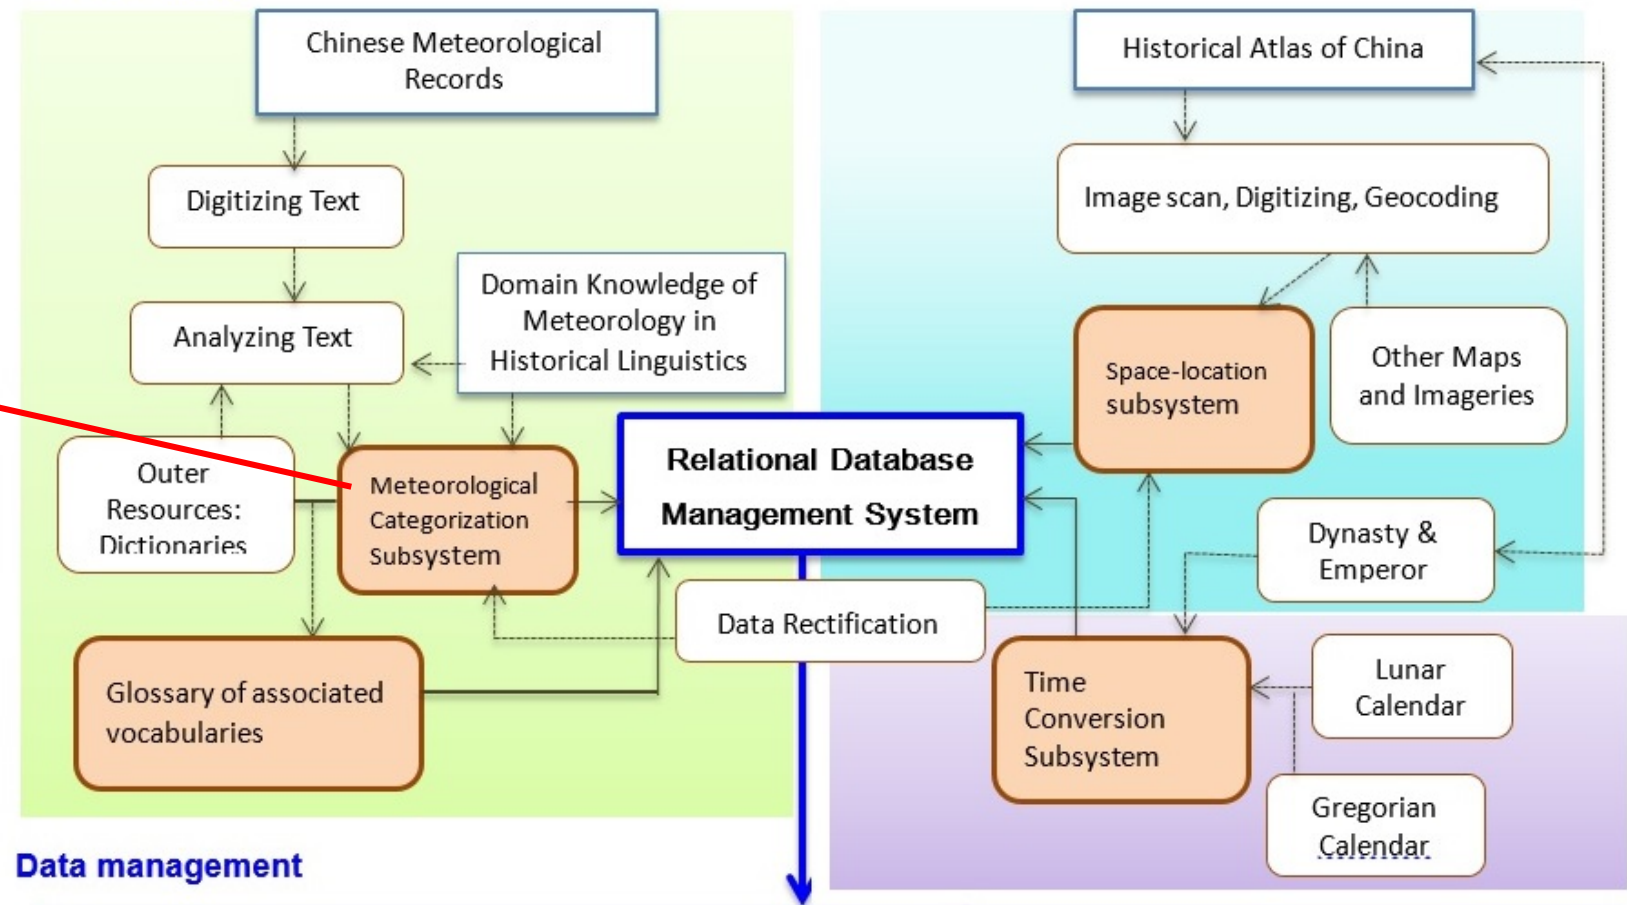 Chinese Meteorological
Records
Historical Atlas of China
Digitizing Text
Image scan, Digitizing, Geocoding
Domain Knowledge of
Meteorology in
Historical Linguistics
Analyzing Text
Space-location
subsystem
Other Maps
and Imageries
Outer
Resources:
Dictionaries
Meteorological
Categorization
Subsystem
Relational Database
Management System
Dynasty &
Emperor
Data Rectification
Glossary of associated
vocabularies
Time
Conversion
Subsystem
Lunar
Calendar
Gregorian
Calendar
Data management